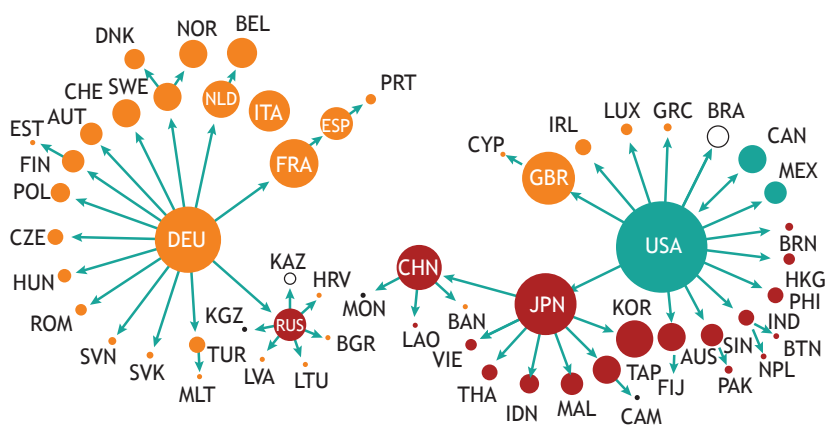 DNK
NOR
BEL
CHE
SWE
NLD
ITA
PRT
ESP
AUT
EST
FIN
FRA
POL
DEU
CZE
HUN
ROM
SVN
SVK
TUR
MLT
KAZ
HRV
KGZ
RUS
BGR
LVA
LTU
MON
CHN
LAO
BAN
JPN
VIE
THA
IDN
MAL
KOR
TAP
CAM
CYP
GBR
IRL
LUX
GRC
BRA
CAN
MEX
USA
BRN
HKG
PHI
IND
BTN
NPL
SIN
PAK
AUS
FIJ